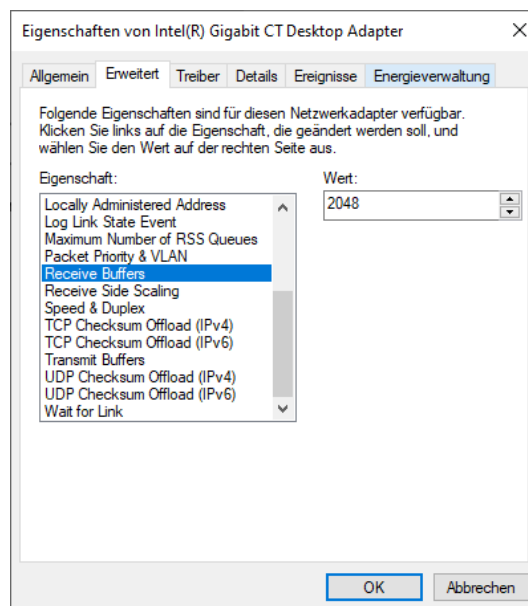 Eigenschaften von Intel(R) Gigabit CT Desktop Adapter
Allgemein Erweitert Treiber Details Ereignisse Energieverwaltung
Folgende Eigenschaften sind für diesen Netzwerkadapter verfügbar.
Klicken Sie links auf die Eigenschaft, die geändert werden soll, und
wählen Sie den Wert auf der rechten Seite aus.
Eigenschaft:
Locally Administered Address
Log Link State Event
Maximum Number of RSS Queues
Packet Priority & VLAN
Receive Buffers
Receive Side Scaling
Speed & Duplex
TCP Checksum Offload (IPv4)
TCP Checksum Offload (IPv6)
Transmit Buffers
UDP Checksum Offload (IPv4)
UDP Checksum Offload (IPv6)
Wait for Link
Wert:
2048
OK Abbrechen